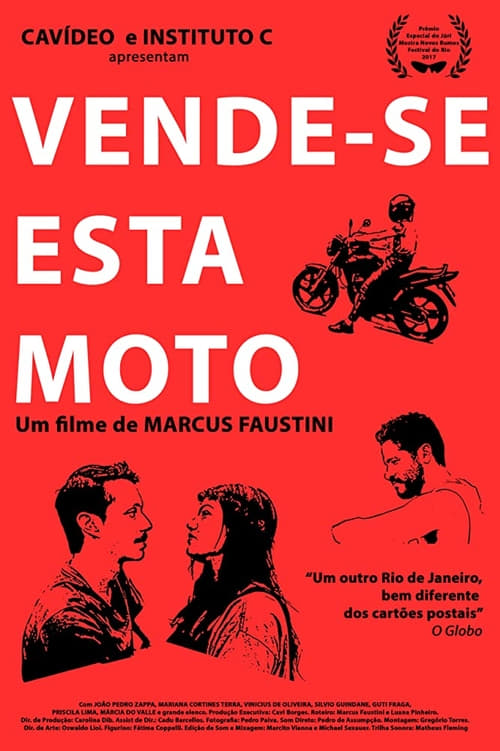 CAVÍDEO e INSTITUTO C
apresentam
Prêmio
Especial do Júri
Mostra Novos Rumos
Festival do Rio
2017
VENDE-SE
ESTA
MOTO
Um filme de MARCUS FAUSTINI
“Um outro Rio de Janeiro,
bem diferente
dos cartões postais”
O Globo
Com JOÃO PEDRO ZAPPA, MARIANA CORTINES TERRA, VINICIUS DE OLIVEIRA, SILVIO GUINDANE, GUTI FRAGA,
PRISCILA LIMA, MÁRCIA DO VALLE e grande elenco. Produção Executiva: Cavi Borges. Roteiro: Marcus Faustini e Luana Pinheiro.
Dir. de Produção: Carolina Dib. Assist de Dir.: Cadu Barcellos. Fotografia: Pedro Paiva. Som Direto: Pedro de Assumpção. Montagem: Gregório Torres.
Dir. de Arte: Oswaldo Lioi. Figurino: Fátima Coppelli. Edição de Som e Mixagem: Marcito Vianna e Michael Sexauer. Trilha Sonora: Matheus Fleming